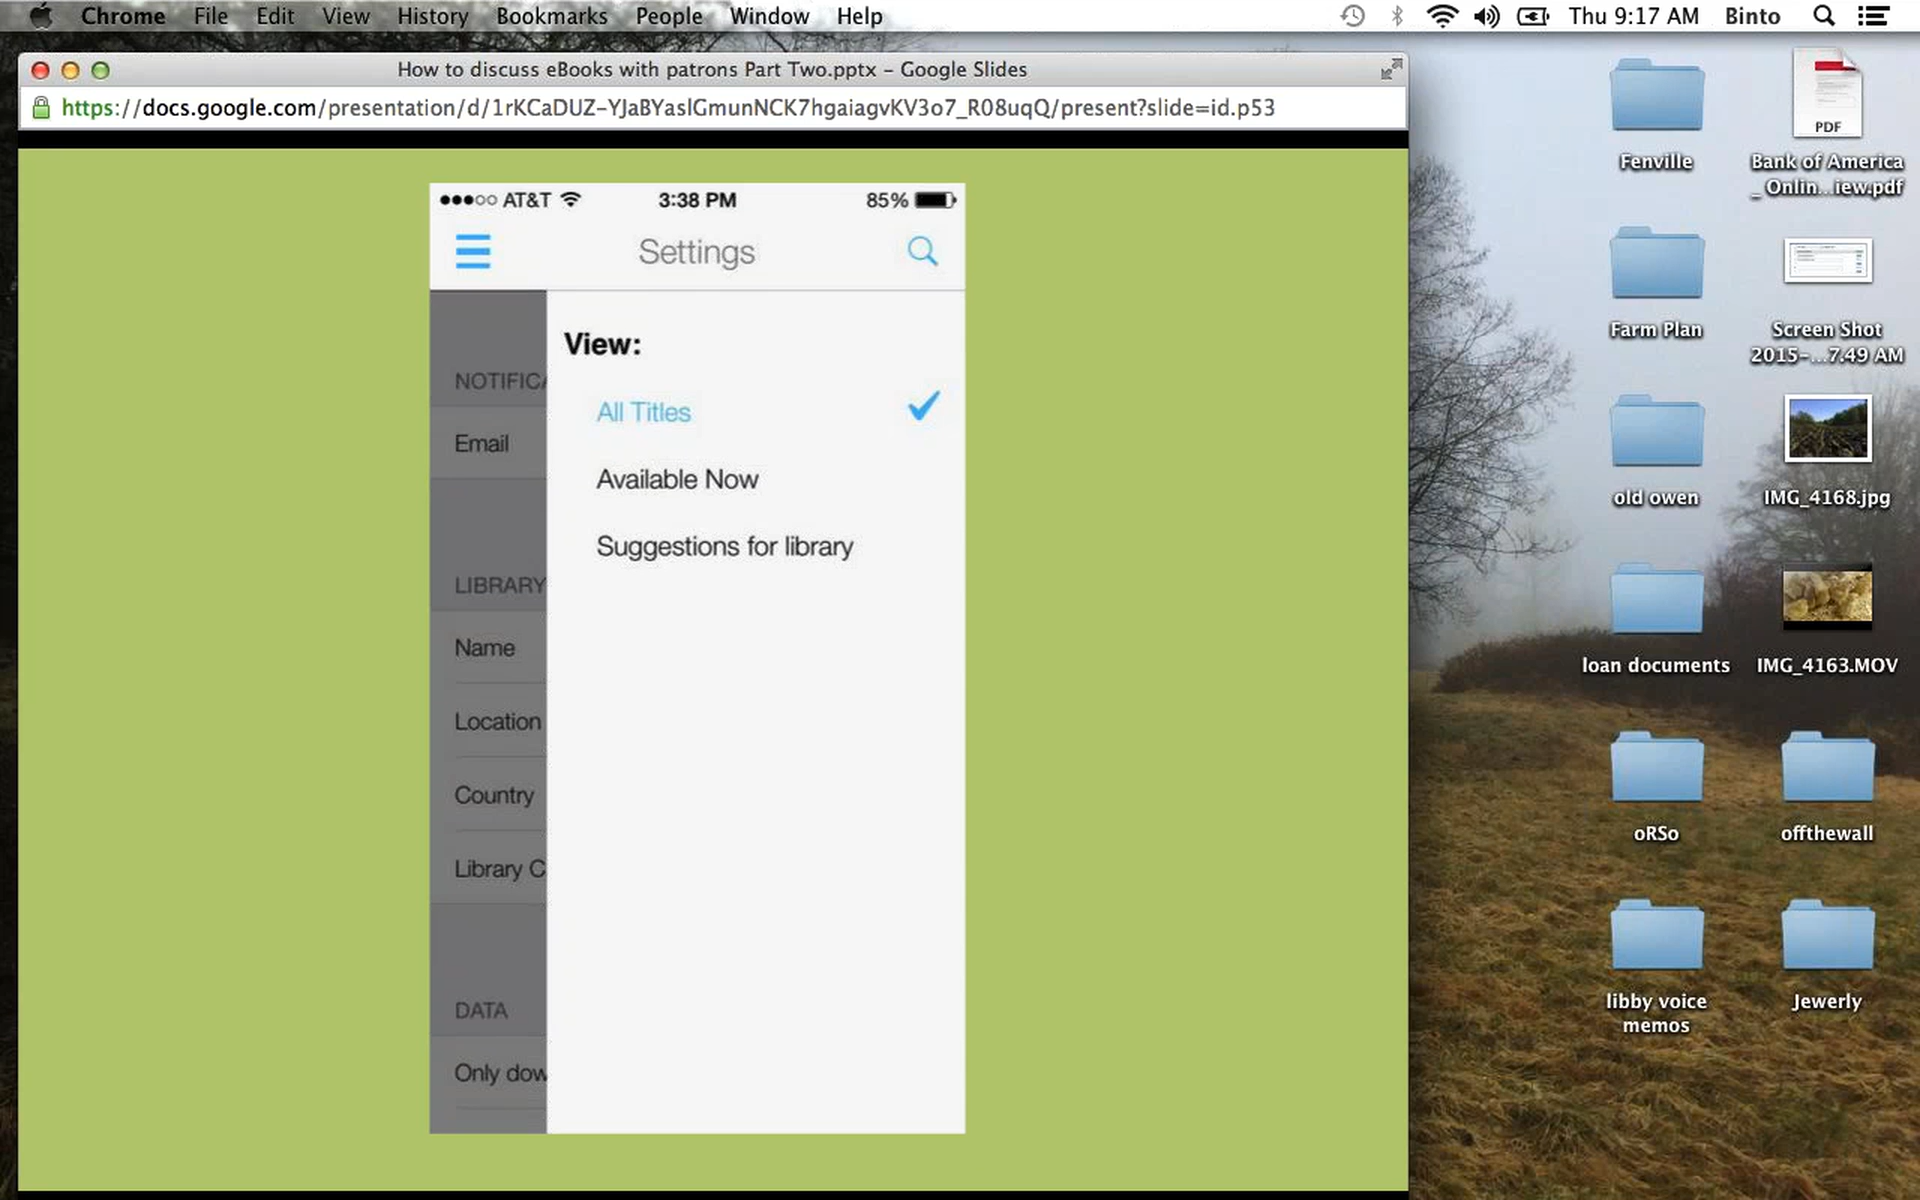 Chrome File Edit View History Bookmarks People Window Help Thu 9:17 AM Binto
How to discuss eBooks with patrons Part Two.pptx – Google Slides
https://docs.google.com/presentation/d/1rKCaDUZ-YJaBYaslGmunNCK7hgaiagvKV3o7_R08uqQ/present?slide=id.p53
AT&T 3:38 PM 85%
Settings
View:
All Titles
Available Now
Suggestions for library
NOTIFICA
Email
LIBRARY
Name
Location
Country
Library C
DATA
Only dow
Fenville
PDF
Bank of America
_ Onlin...iew.pdf
Farm Plan
Screen Shot
2015-...7.49 AM
old owen
IMG_4168.jpg
loan documents
IMG_4163.MOV
oRSo
offthewall
libby voice
memos
Jewerly